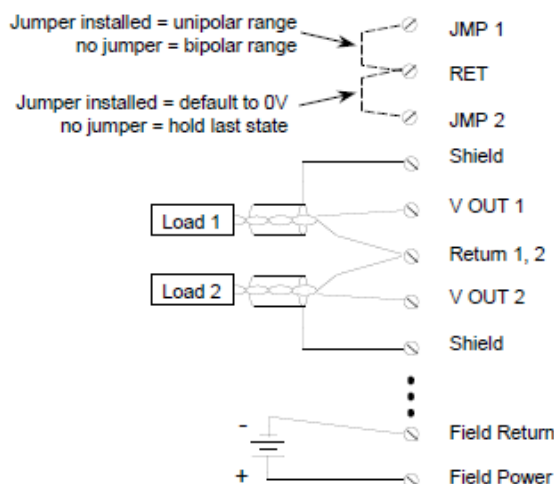 Jumper installed = unipolar range
no jumper = bipolar range
JMP 1
RET
Jumper installed = default to 0V
no jumper = hold last state
JMP 2
Shield
Load 1
V OUT 1
Return 1, 2
Load 2
V OUT 2
Shield
-
Field Return
+
Field Power